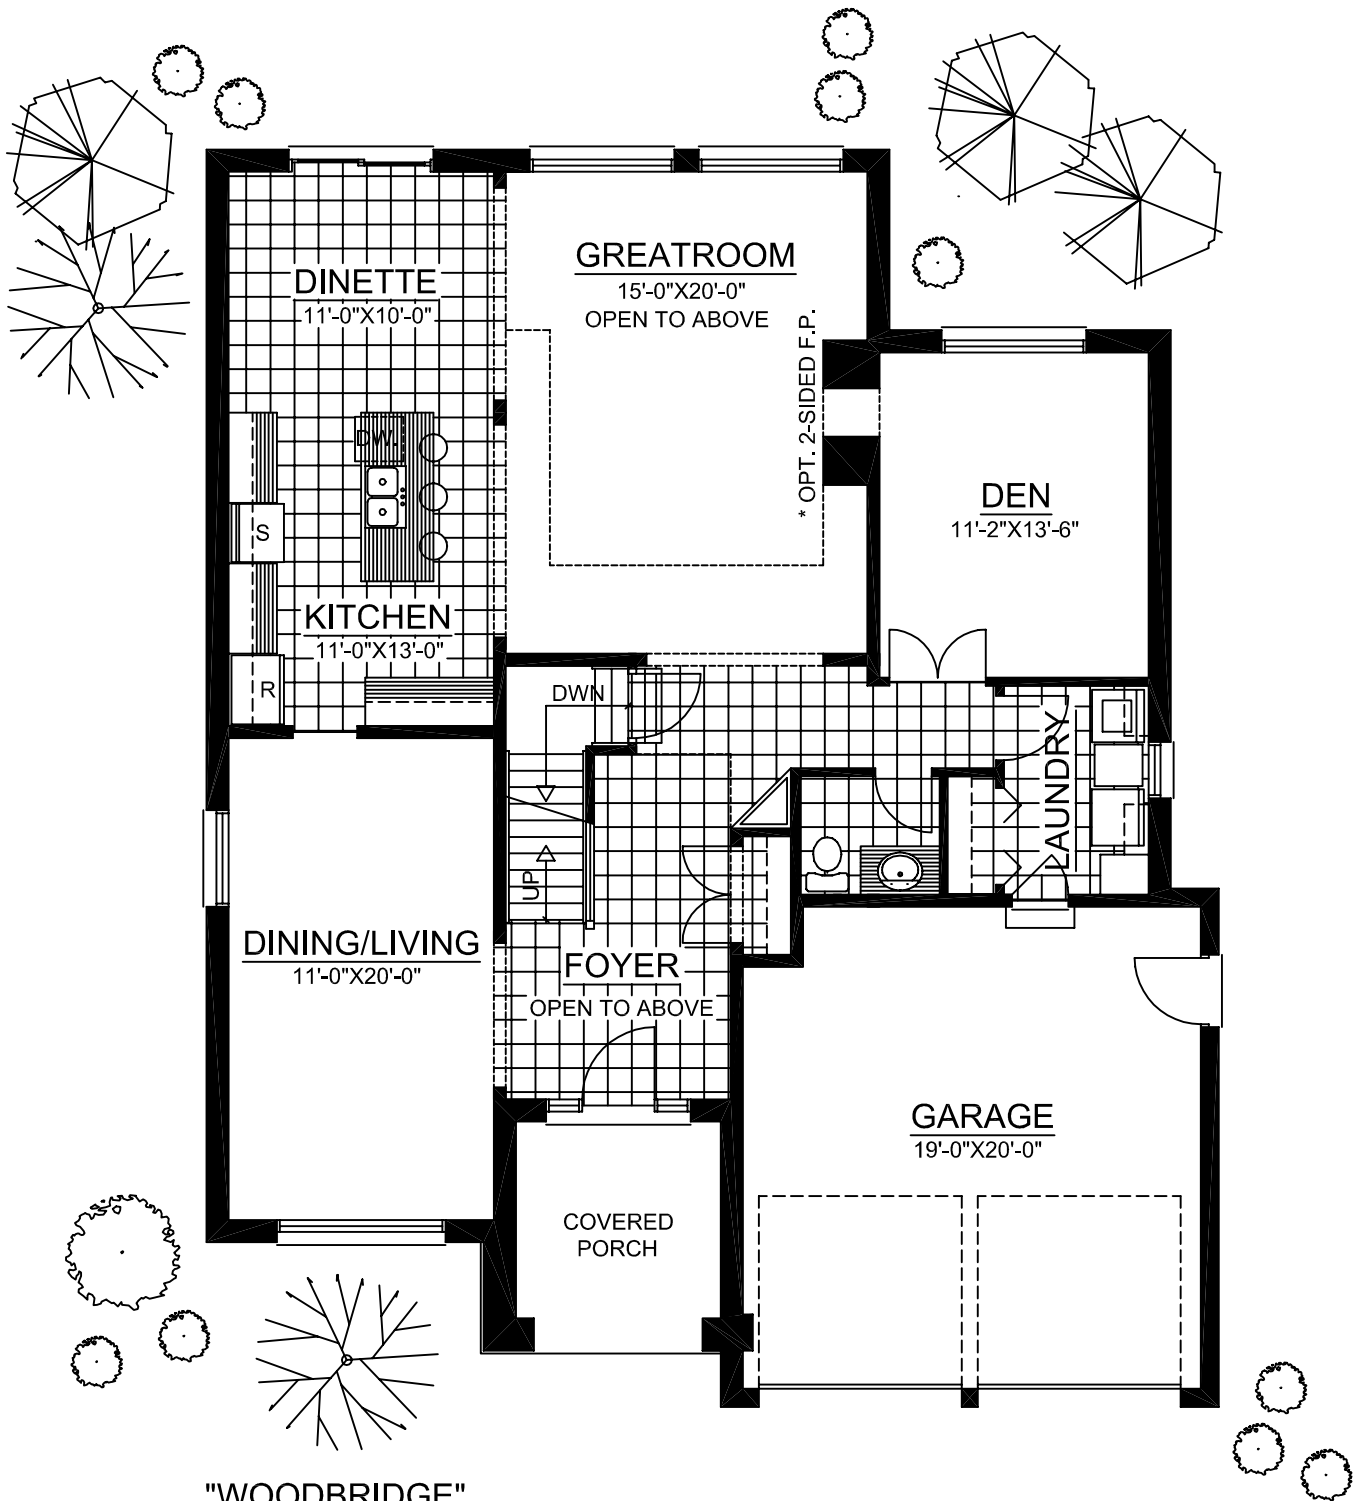 GREATROOM
15'-0"X20'-0"
OPEN TO ABOVE
DINETTE
11'-0"X10'-0"
* OPT. 2-SIDED F.P.
DW.
S
DEN
11'-2"X13'-6"
KITCHEN
11'-0"X13'-0"
R
DWN
LAUNDRY
UP
DINING/LIVING
11'-0"X20'-0"
FOYER
OPEN TO ABOVE
GARAGE
19'-0"X20'-0"
COVERED
PORCH
"WOODBRIDGE"